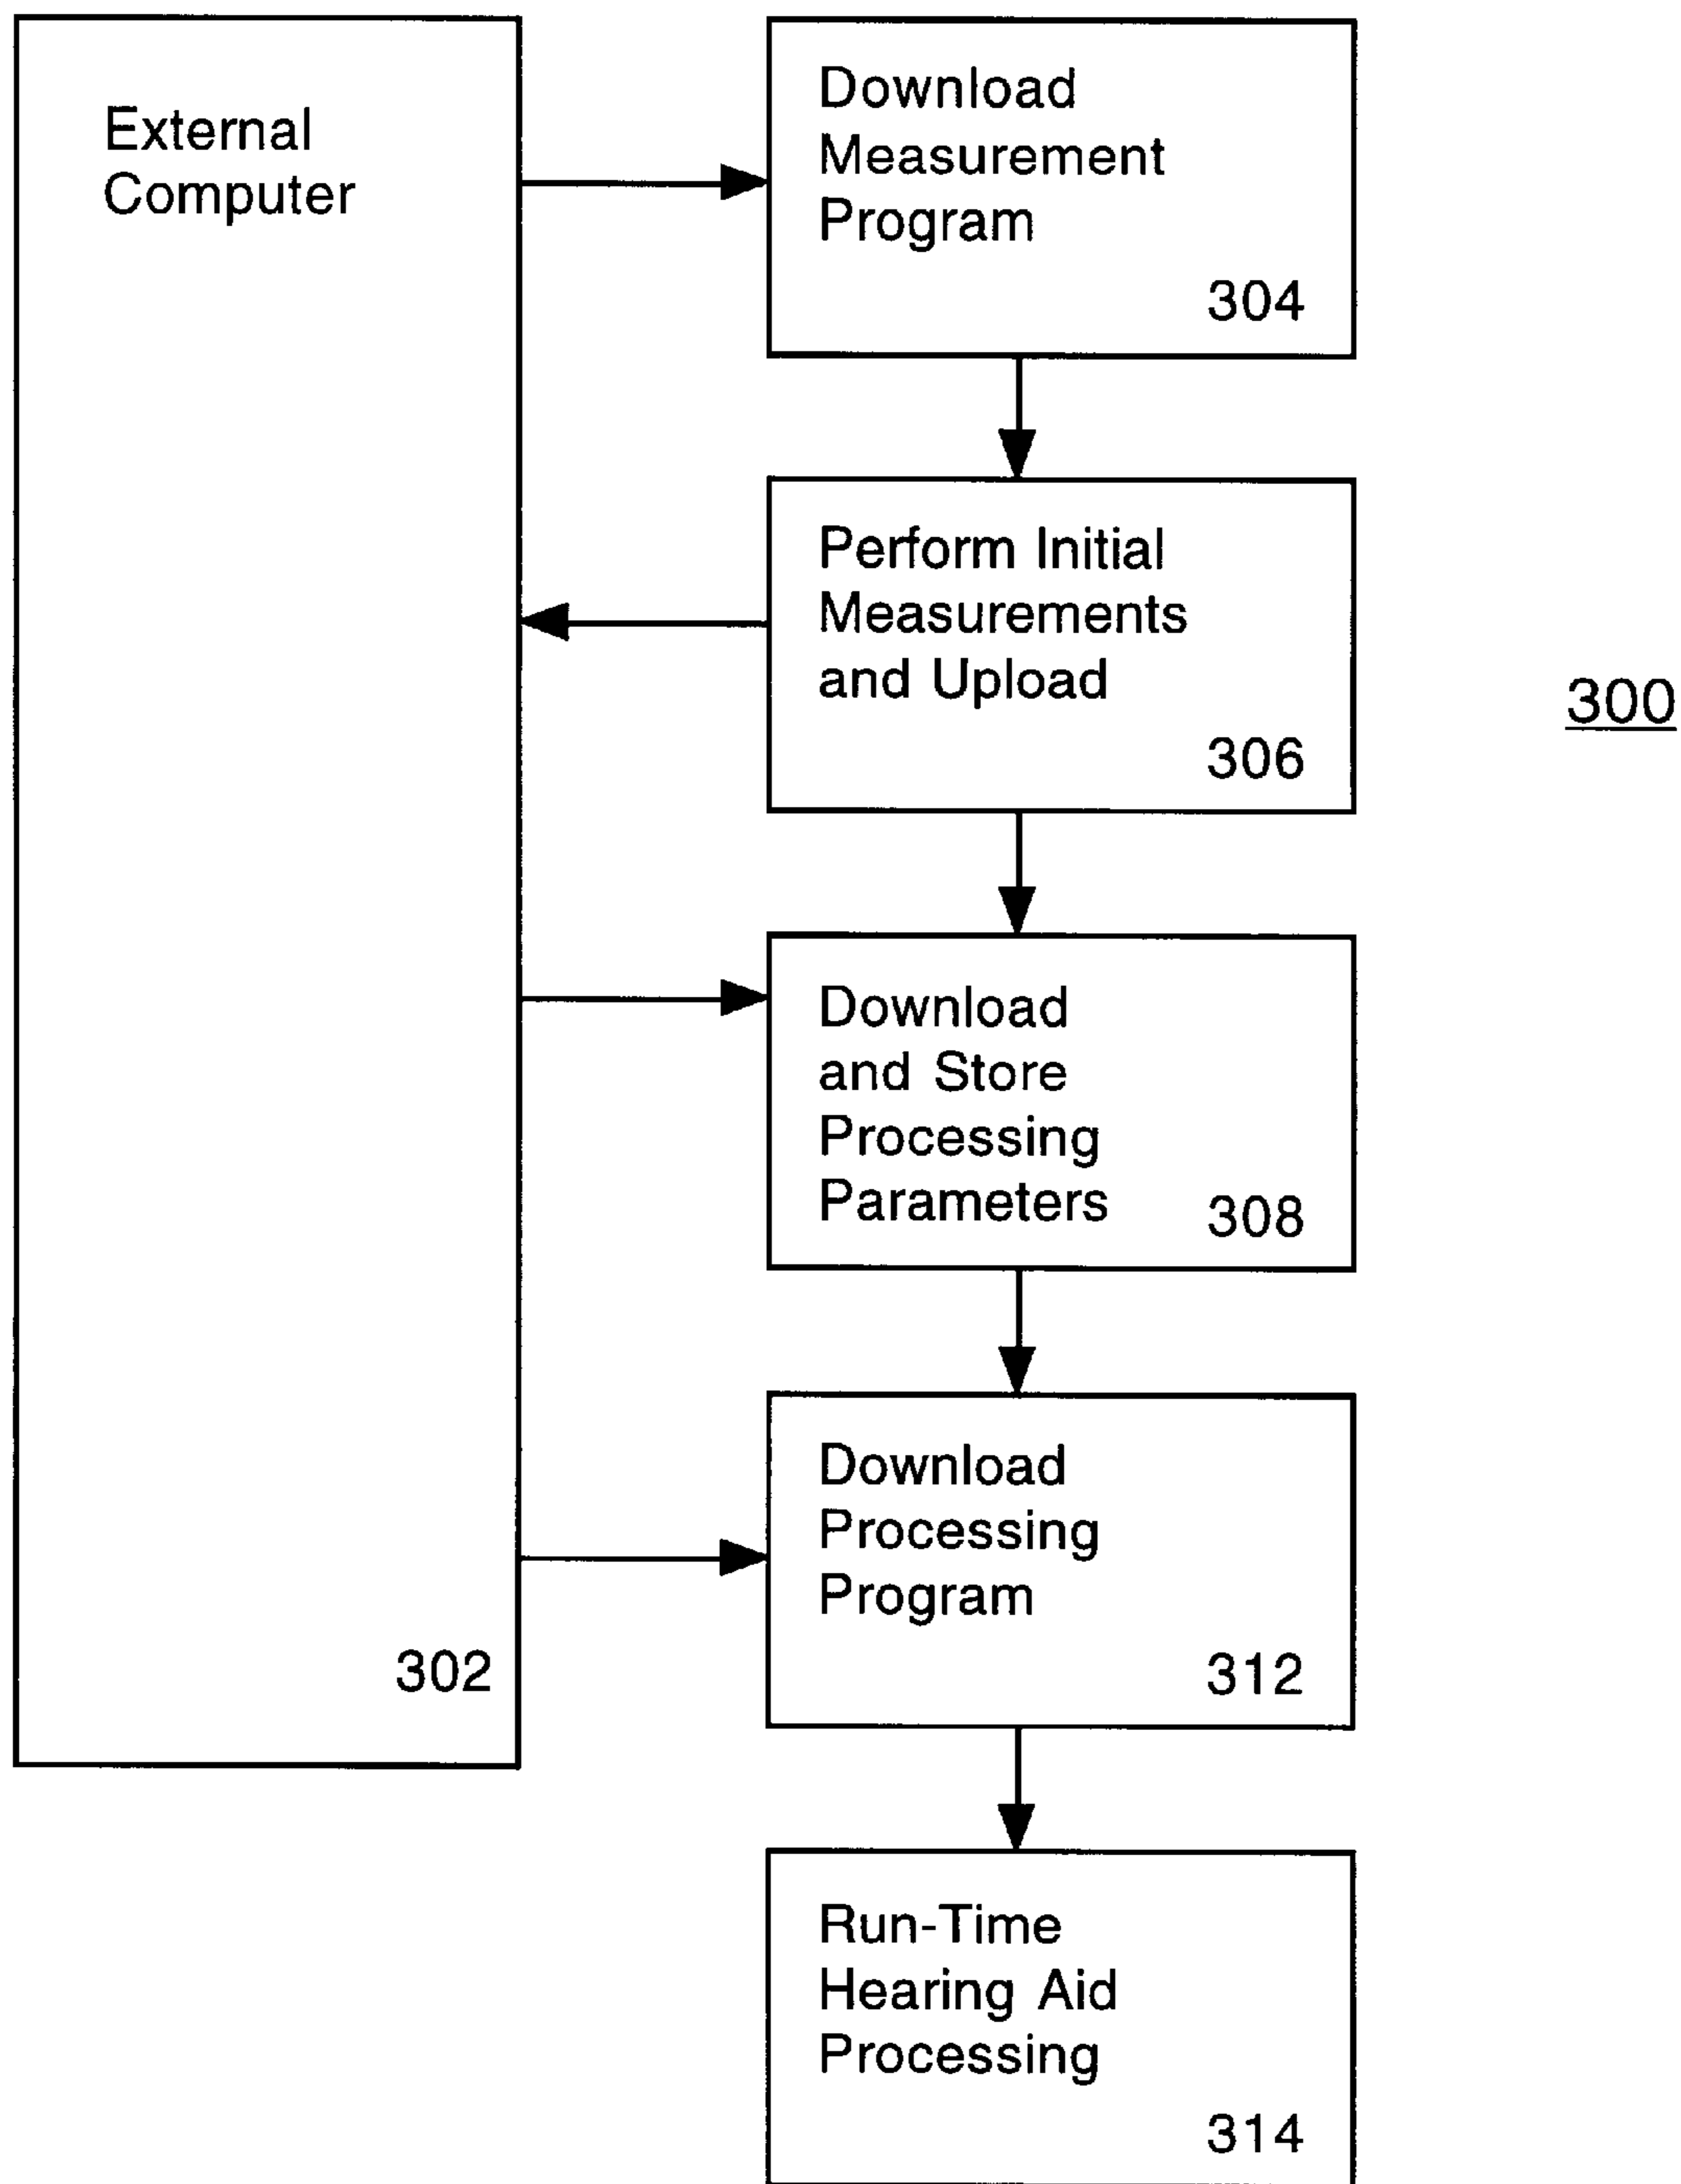 External
Computer
302
Download
Measurement
Program
304
Perform Initial
Measurements
and Upload
306
300
Download
and Store
Processing
Parameters 308
Download
Processing
Program
312
Run-Time
Hearing Aid
Processing
314